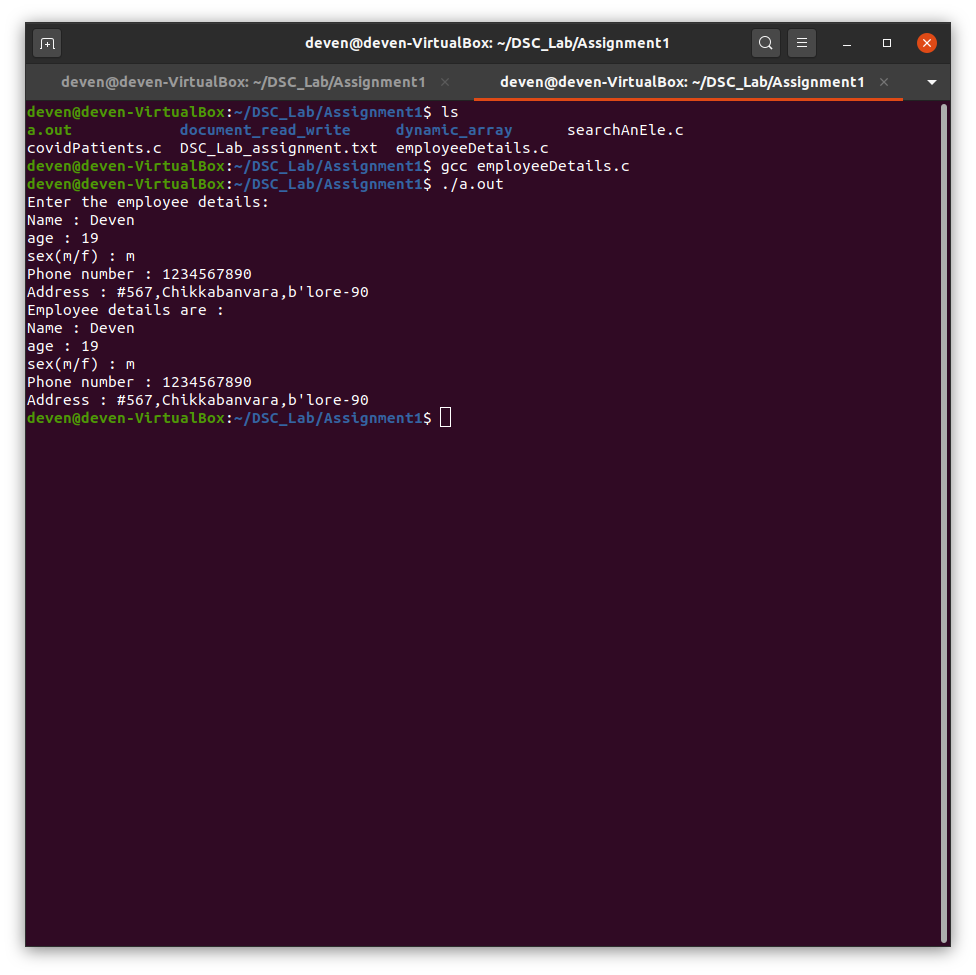 deven@deven-VirtualBox: ~/DSC_Lab/Assignment1
deven@deven-VirtualBox: ~/DSC_Lab/Assignment1 × deven@deven-VirtualBox: ~/DSC_Lab/Assignment1 ×
deven@deven-VirtualBox:~/DSC_Lab/Assignment1$ ls
a.out document_read_write dynamic_array searchAnEle.c
covidPatients.c DSC_Lab_assignment.txt employeeDetails.c
deven@deven-VirtualBox:~/DSC_Lab/Assignment1$ gcc employeeDetails.c
deven@deven-VirtualBox:~/DSC_Lab/Assignment1$ ./a.out
Enter the employee details:
Name : Deven
age : 19
sex(m/f) : m
Phone number : 1234567890
Address : #567,Chikkabanvara,b'lore-90
Employee details are :
Name : Deven
age : 19
sex(m/f) : m
Phone number : 1234567890
Address : #567,Chikkabanvara,b'lore-90
deven@deven-VirtualBox:~/DSC_Lab/Assignment1$